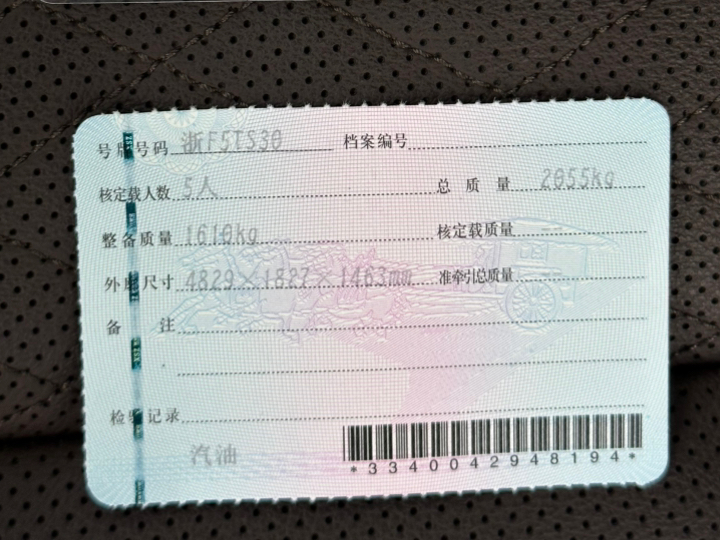 号牌号码 浙F5TS30 档案编号
核定载人数 5人 总质量 2055kg
整备质量 1610kg 核定载质量 --
外廓尺寸 4829×1827×1463mm 准牵引总质量 --
备注
检验记录
汽油
*3340042948194*